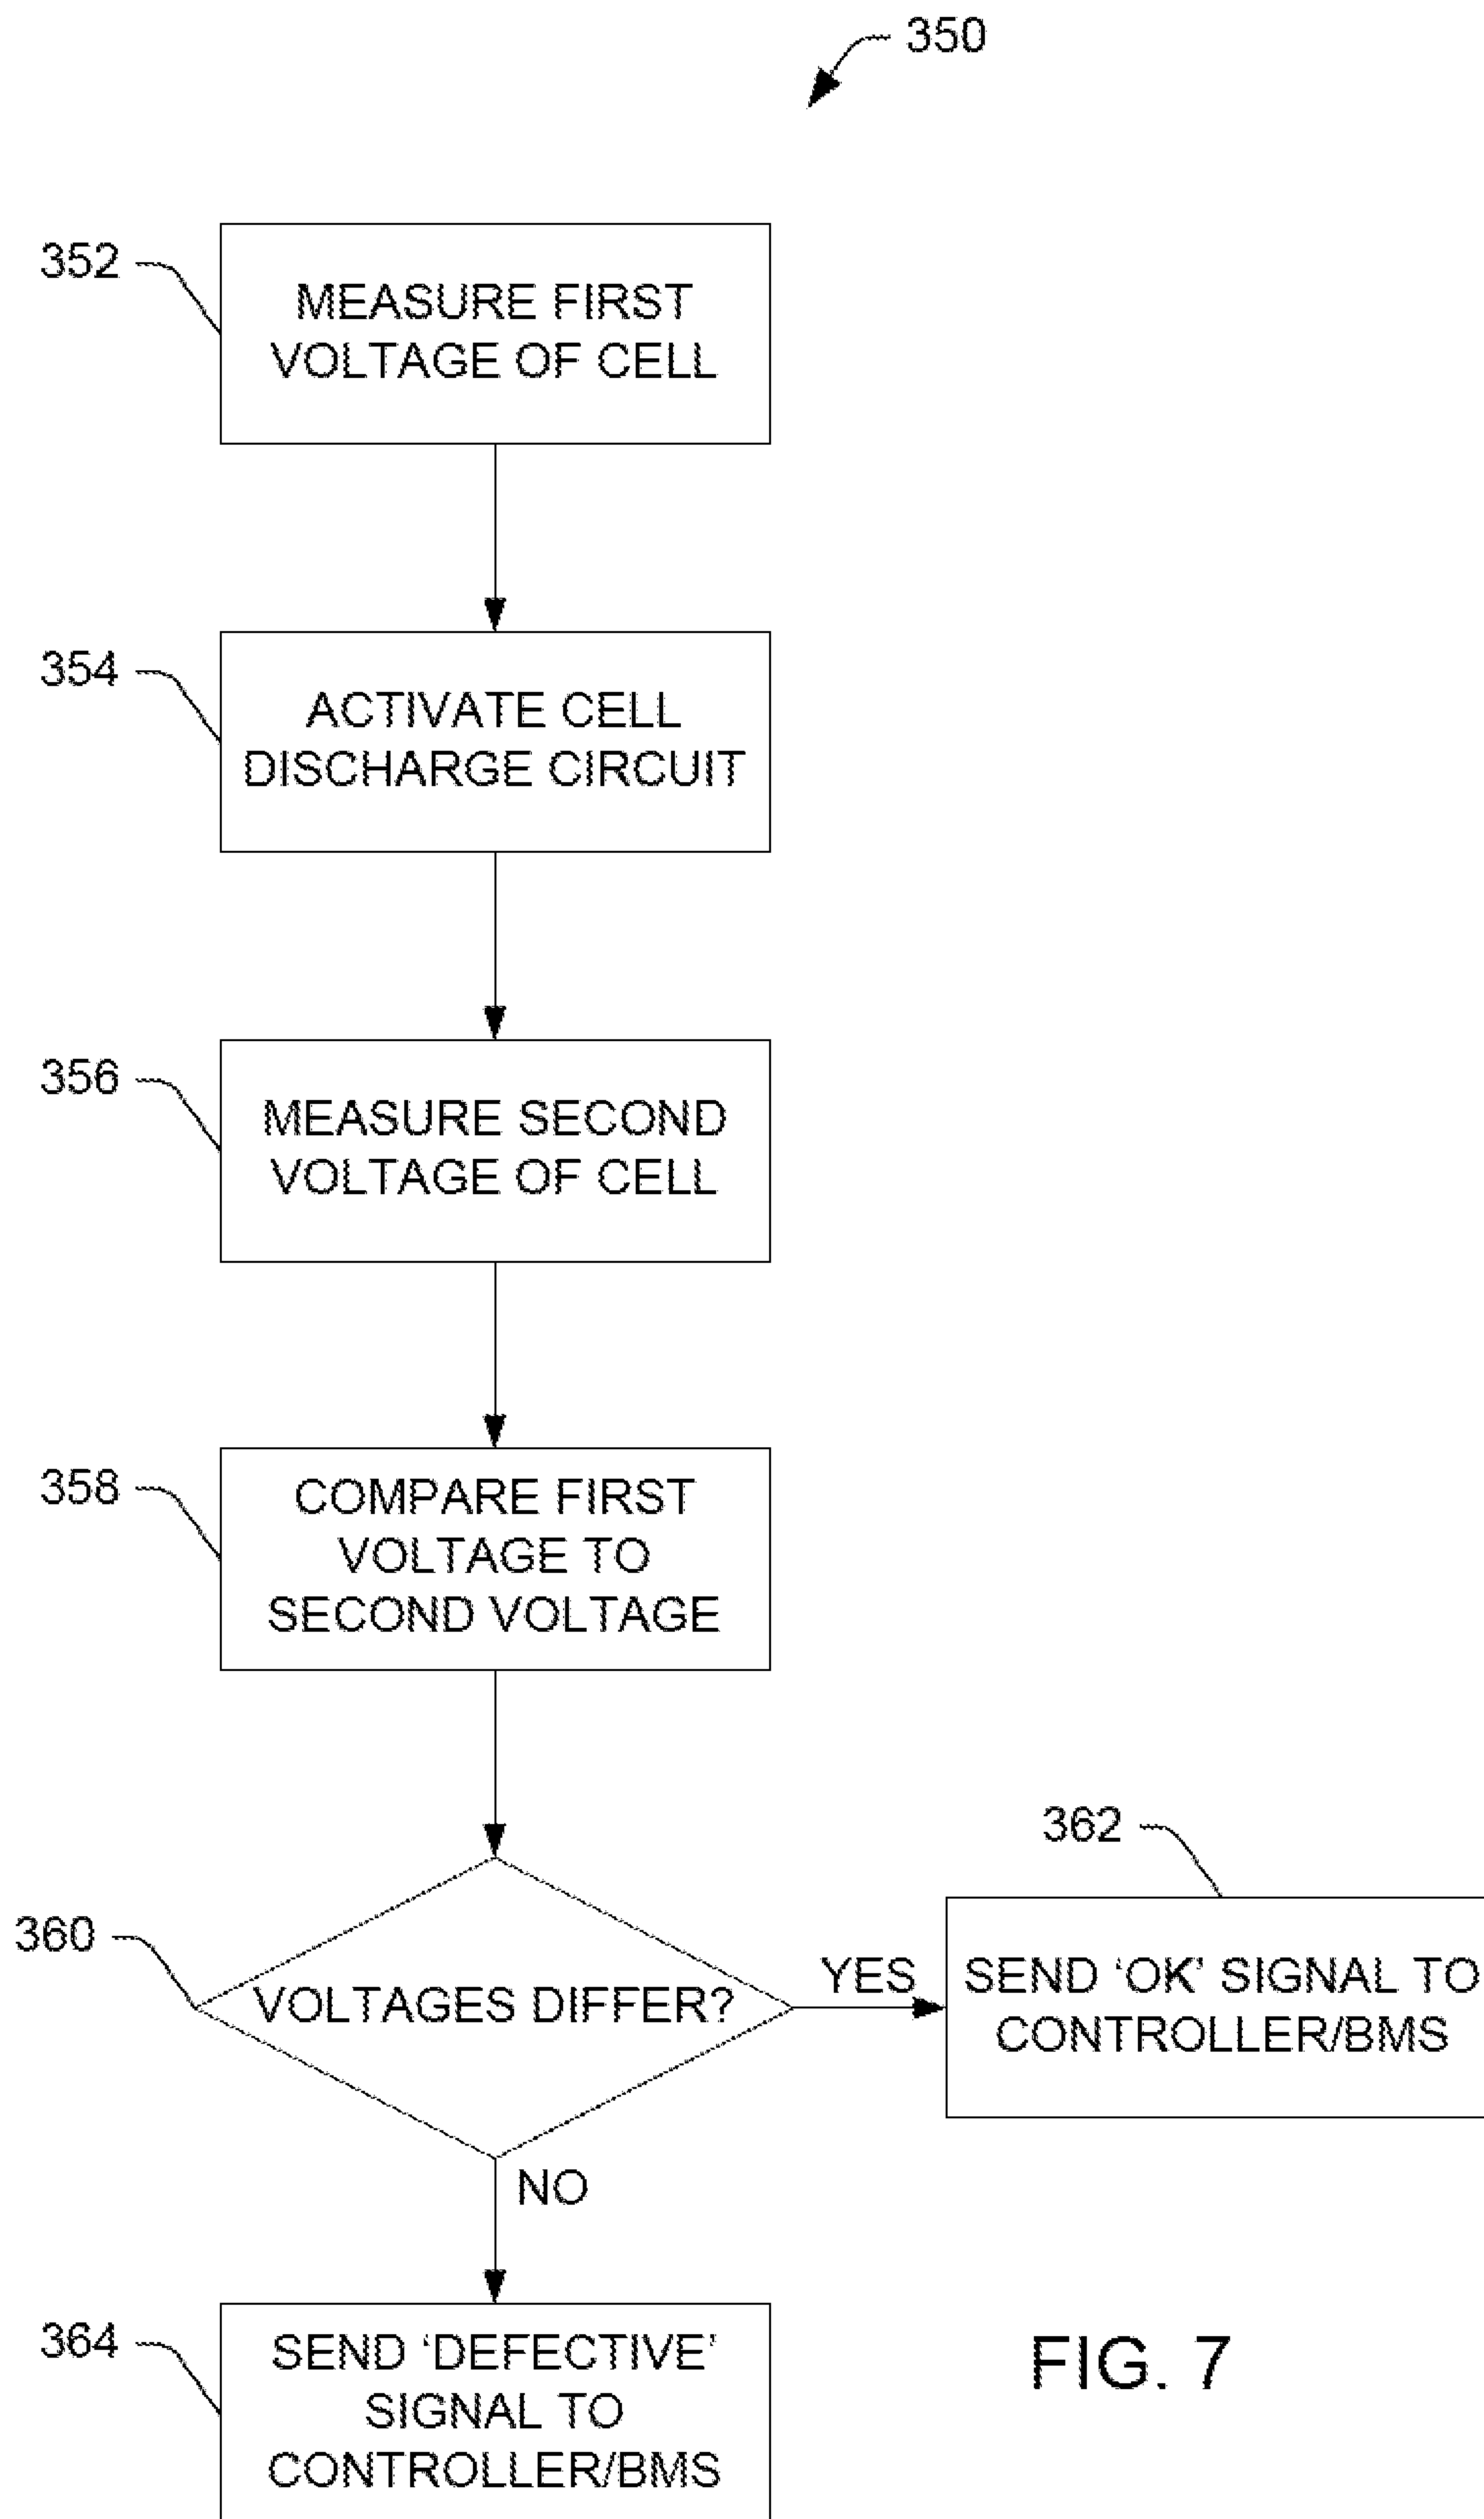 350
352
MEASURE FIRST
VOLTAGE OF CELL
354
ACTIVATE CELL
DISCHARGE CIRCUIT
356
MEASURE SECOND
VOLTAGE OF CELL
358
COMPARE FIRST
VOLTAGE TO
SECOND VOLTAGE
360
VOLTAGES DIFFER?
YES
362
SEND ‘OK’ SIGNAL TO
CONTROLLER/BMS
NO
364
SEND ‘DEFECTIVE’
SIGNAL TO
CONTROLLER/BMS
FIG. 7